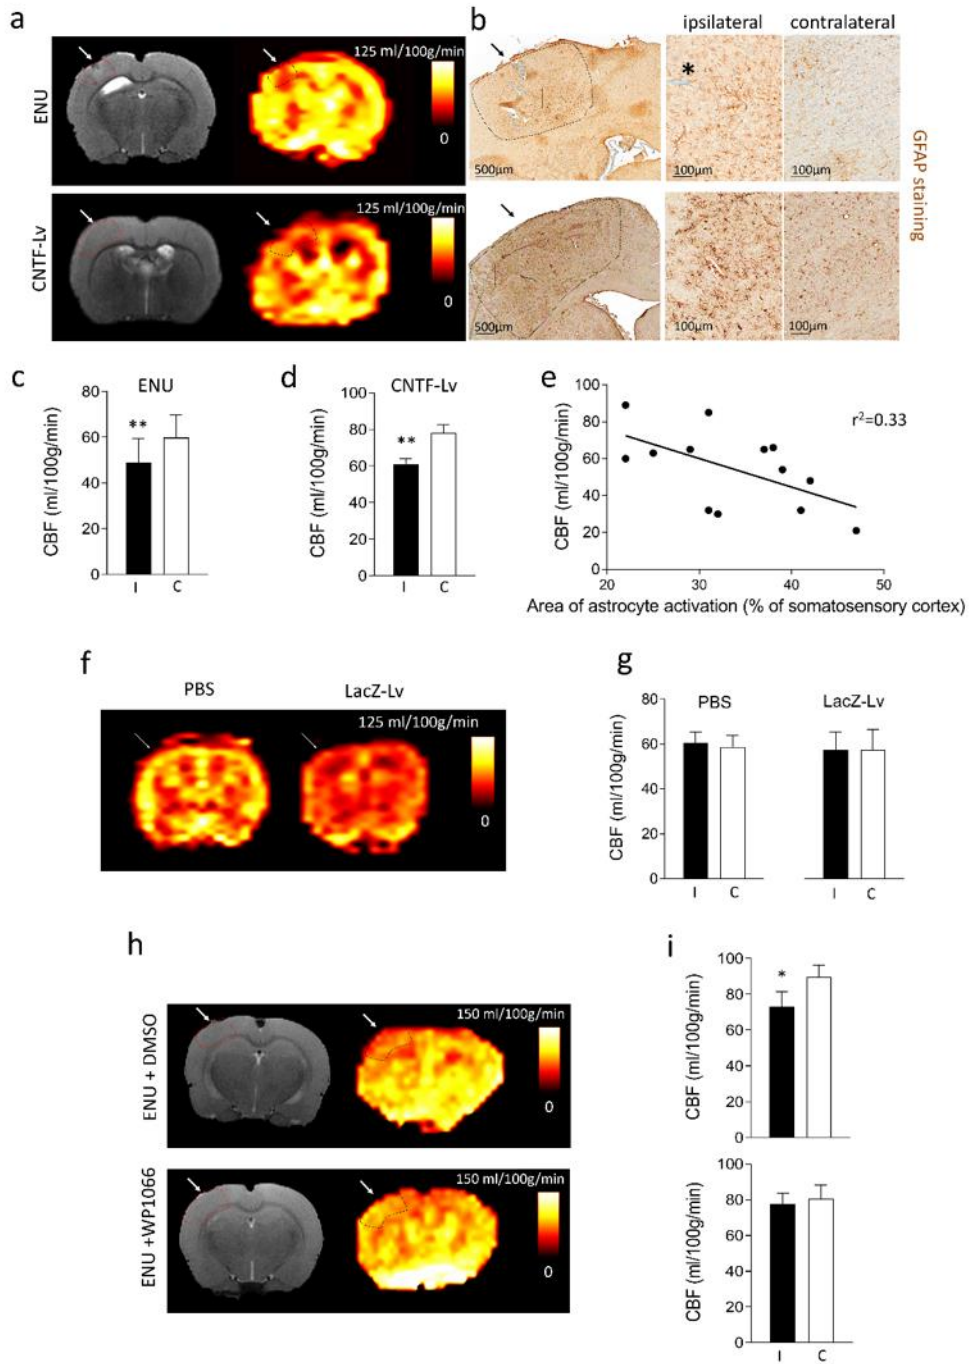 a
ENU
125 ml/100g/min
0
CNTF-Lv
125 ml/100g/min
0
b
ipsilateral
contralateral
500µm
*
100µm
100µm
500µm
100µm
100µm
GFAP staining
c
ENU
CBF (ml/100g/min)
80
60
40
20
0
**
I
C
d
CNTF-Lv
CBF (ml/100g/min)
100
80
60
40
20
0
**
I
C
e
CBF (ml/100g/min)
100
80
60
40
20
0
r²=0.33
20
30
40
50
Area of astrocyte activation (% of somatosensory cortex)
f
PBS
LacZ-Lv
125 ml/100g/min
0
g
CBF (ml/100g/min)
80
60
40
20
0
PBS
LacZ-Lv
I
C
I
C
h
ENU + DMSO
150 ml/100g/min
0
ENU +WP1066
150 ml/100g/min
0
i
CBF (ml/100g/min)
100
80
60
40
20
0
*
CBF (ml/100g/min)
100
80
60
40
20
0
I
C